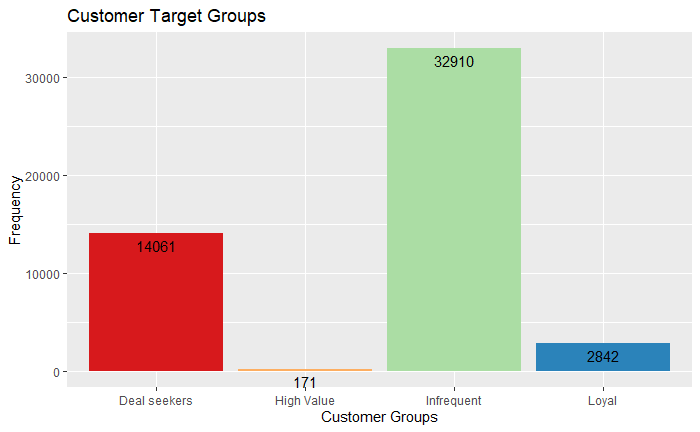 Customer Target Groups
Frequency
30000
20000
10000
0
32910
14061
2842
171
Deal seekers High Value Infrequent Loyal
Customer Groups